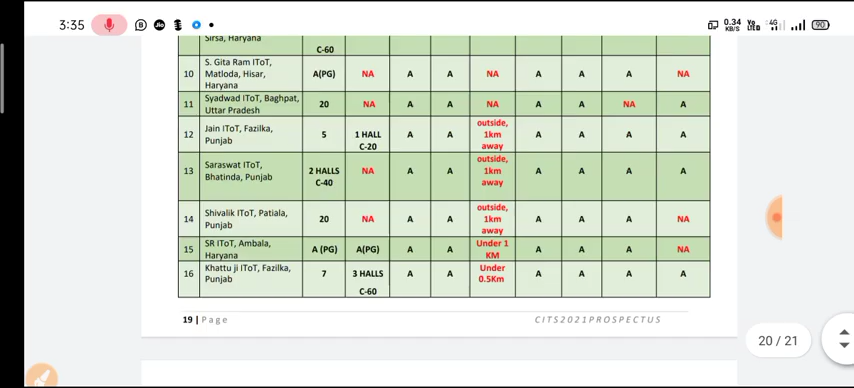 3:35
B
Jio
0.34 KB/S
Vo LTE
4G
90
Sirsa, Haryana
C-60
10 S. Gita Ram IToT, Matloda, Hisar, Haryana A(PG) NA A A NA A A A NA
11 Syadwad IToT, Baghpat, Uttar Pradesh 20 NA A A NA A A NA A
12 Jain IToT, Fazilka, Punjab 5 1 HALL C-20 A A outside, 1km away A A A A
13 Saraswat IToT, Bhatinda, Punjab 2 HALLS C-40 NA A A outside, 1km away A A A A
14 Shivalik IToT, Patiala, Punjab 20 NA A A outside, 1km away A A A NA
15 SR IToT, Ambala, Haryana A (PG) A(PG) A A Under 1 KM A A A NA
16 Khattu ji IToT, Fazilka, Punjab 7 3 HALLS C-60 A A Under 0.5Km A A A A
19 | Page
CITS2021PROSPECTUS
20 / 21